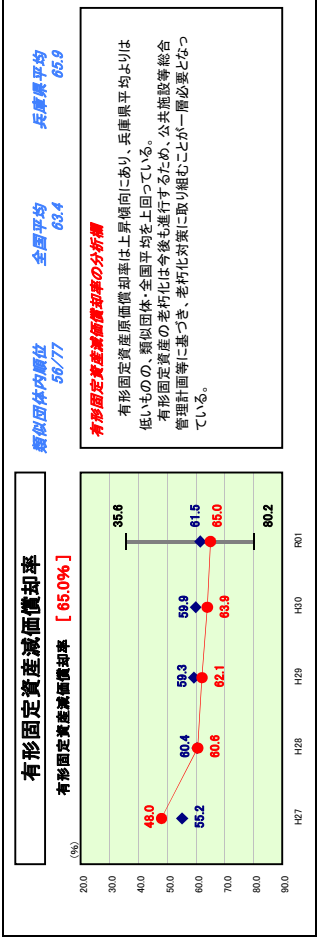 有形固定資産減価償却率
有形固定資産減価償却率 [ 65.0% ]
(%)
20.0
30.0
40.0
50.0
60.0
70.0
80.0
90.0
48.0
55.2
60.4
60.6
59.3
62.1
59.9
63.9
35.6
61.5
65.0
80.2
H27
H28
H29
H30
R01
類似団体内順位
56/77
全国平均
63.4
兵庫県平均
65.9
有形固定資産減価償却率の分析欄
有形固定資産原価償却率は上昇傾向にあり、兵庫県平均よりは
低いものの、類似団体・全国平均を上回っている。
有形固定資産の老朽化は今後も進行するため、公共施設等総合
管理計画等に基づき、老朽化対策に取り組むことが一層必要となっ
ている。